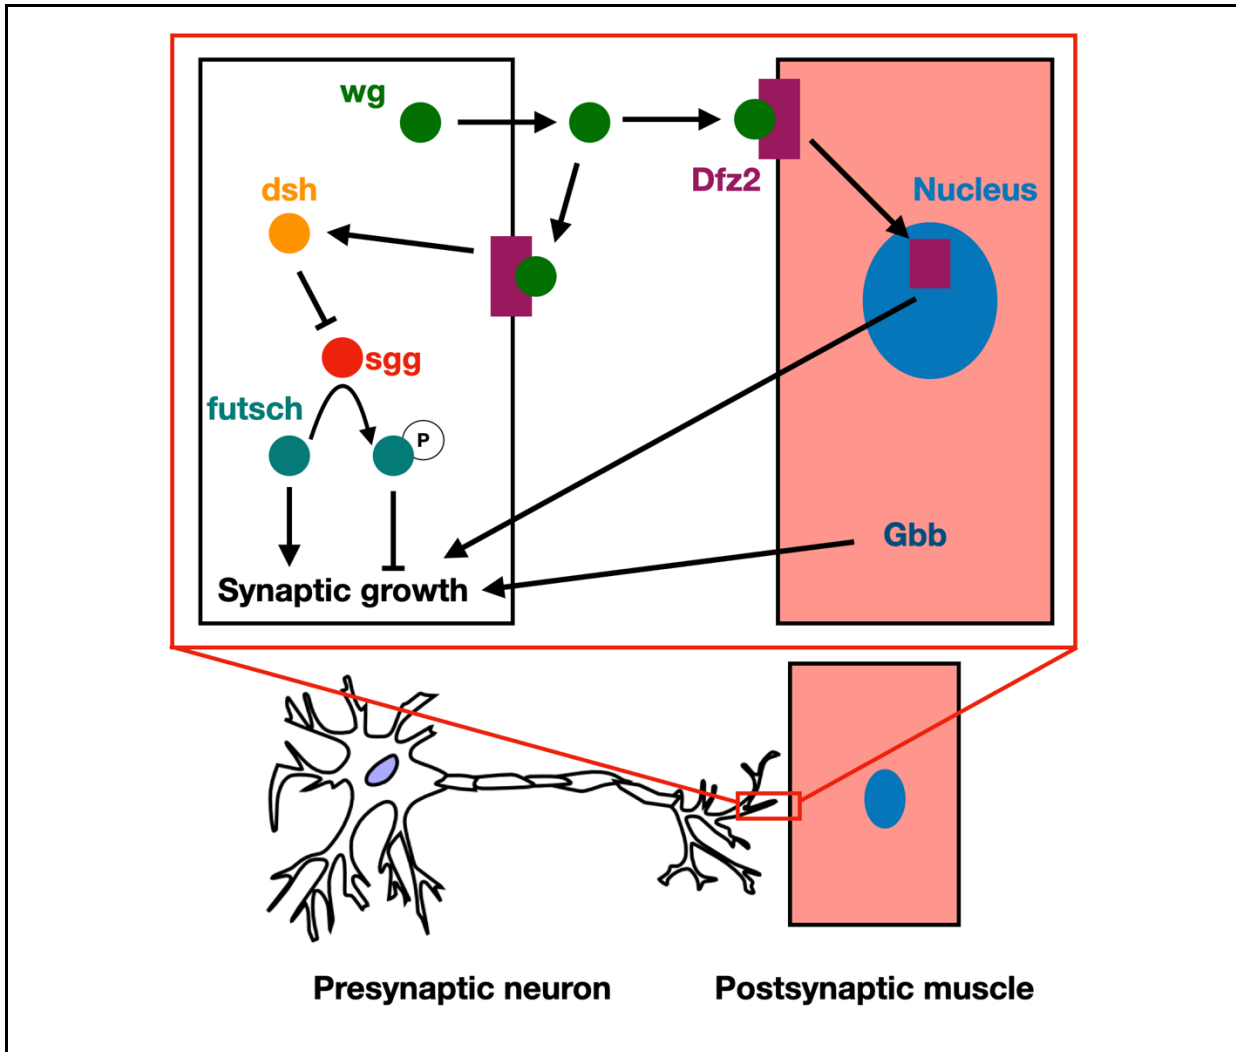 wg
dsh
Dfz2
Nucleus
sgg
futsch
P
Gbb
Synaptic growth
Presynaptic neuron
Postsynaptic muscle